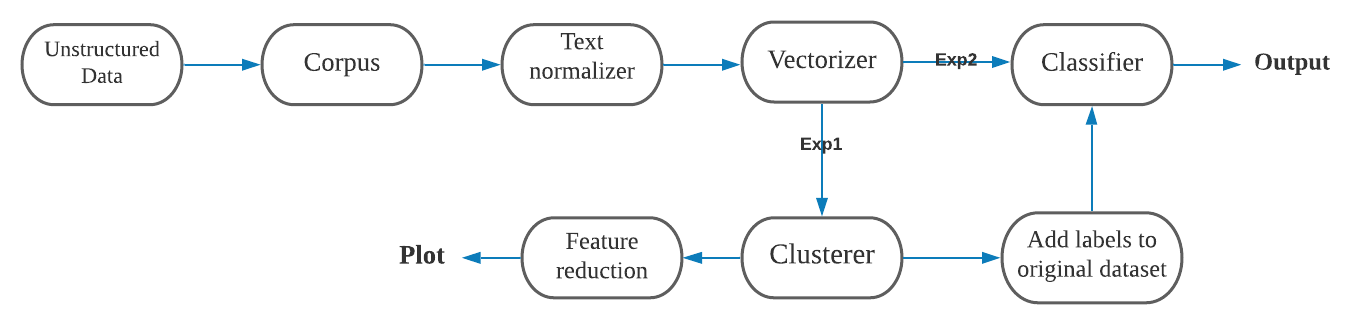 Unstructured
Data
Corpus
Text
normalizer
Vectorizer
Exp2
Classifier
Output
Exp1
Plot
Feature
reduction
Clusterer
Add labels to
original dataset